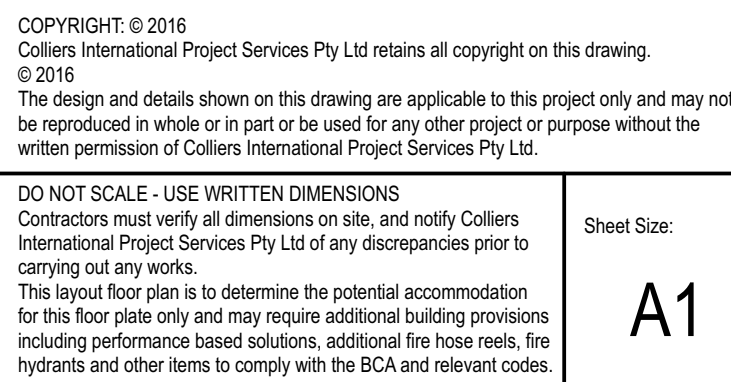 COPYRIGHT: © 2016
Colliers International Project Services Pty Ltd retains all copyright on this drawing.
© 2016
The design and details shown on this drawing are applicable to this project only and may not
be reproduced in whole or in part or be used for any other project or purpose without the
written permission of Colliers International Project Services Pty Ltd.
DO NOT SCALE - USE WRITTEN DIMENSIONS
Contractors must verify all dimensions on site, and notify Colliers
International Project Services Pty Ltd of any discrepancies prior to
carrying out any works.
This layout floor plan is to determine the potential accommodation
for this floor plate only and may require additional building provisions
including performance based solutions, additional fire hose reels, fire
hydrants and other items to comply with the BCA and relevant codes.
Sheet Size:
A1